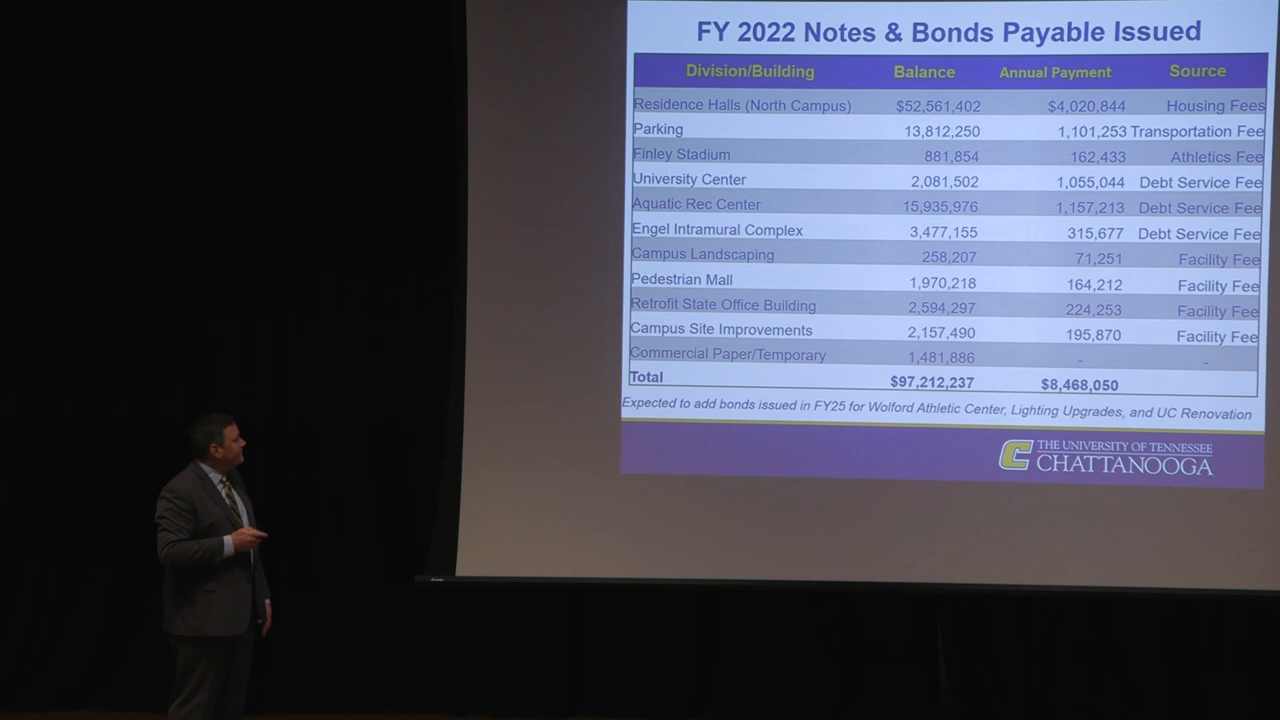 FY 2022 Notes & Bonds Payable Issued
Division/Building Balance Annual Payment Source
Residence Halls (North Campus) $52,561,402 $4,020,844 Housing Fees
Parking 13,812,250 1,101,253 Transportation Fee
Finley Stadium 881,854 162,433 Athletics Fee
University Center 2,081,502 1,055,044 Debt Service Fee
Aquatic Rec Center 15,935,976 1,157,213 Debt Service Fee
Engel Intramural Complex 3,477,155 315,677 Debt Service Fee
Campus Landscaping 258,207 71,251 Facility Fee
Pedestrian Mall 1,970,218 164,212 Facility Fee
Retrofit State Office Building 2,594,297 224,253 Facility Fee
Campus Site Improvements 2,157,490 195,870 Facility Fee
Commercial Paper/Temporary 1,481,886 - -
Total $97,212,237 $8,468,050
Expected to add bonds issued in FY25 for Wolford Athletic Center, Lighting Upgrades, and UC Renovation
C THE UNIVERSITY OF TENNESSEE
CHATTANOOGA